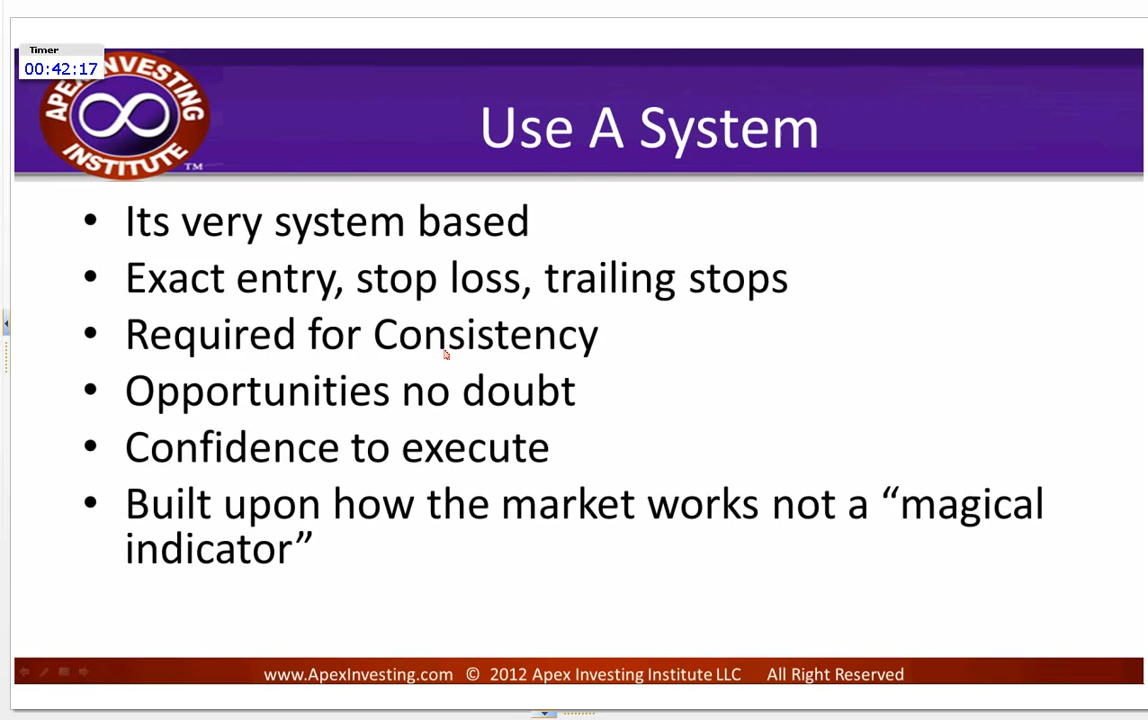 Timer
00:42:17
APEX INVESTING
INSTITUTE
TM
Use A System
• Its very system based
• Exact entry, stop loss, trailing stops
• Required for Consistency
• Opportunities no doubt
• Confidence to execute
• Built upon how the market works not a “magical
indicator”
www.ApexInvesting.com © 2012 Apex Investing Institute LLC All Right Reserved